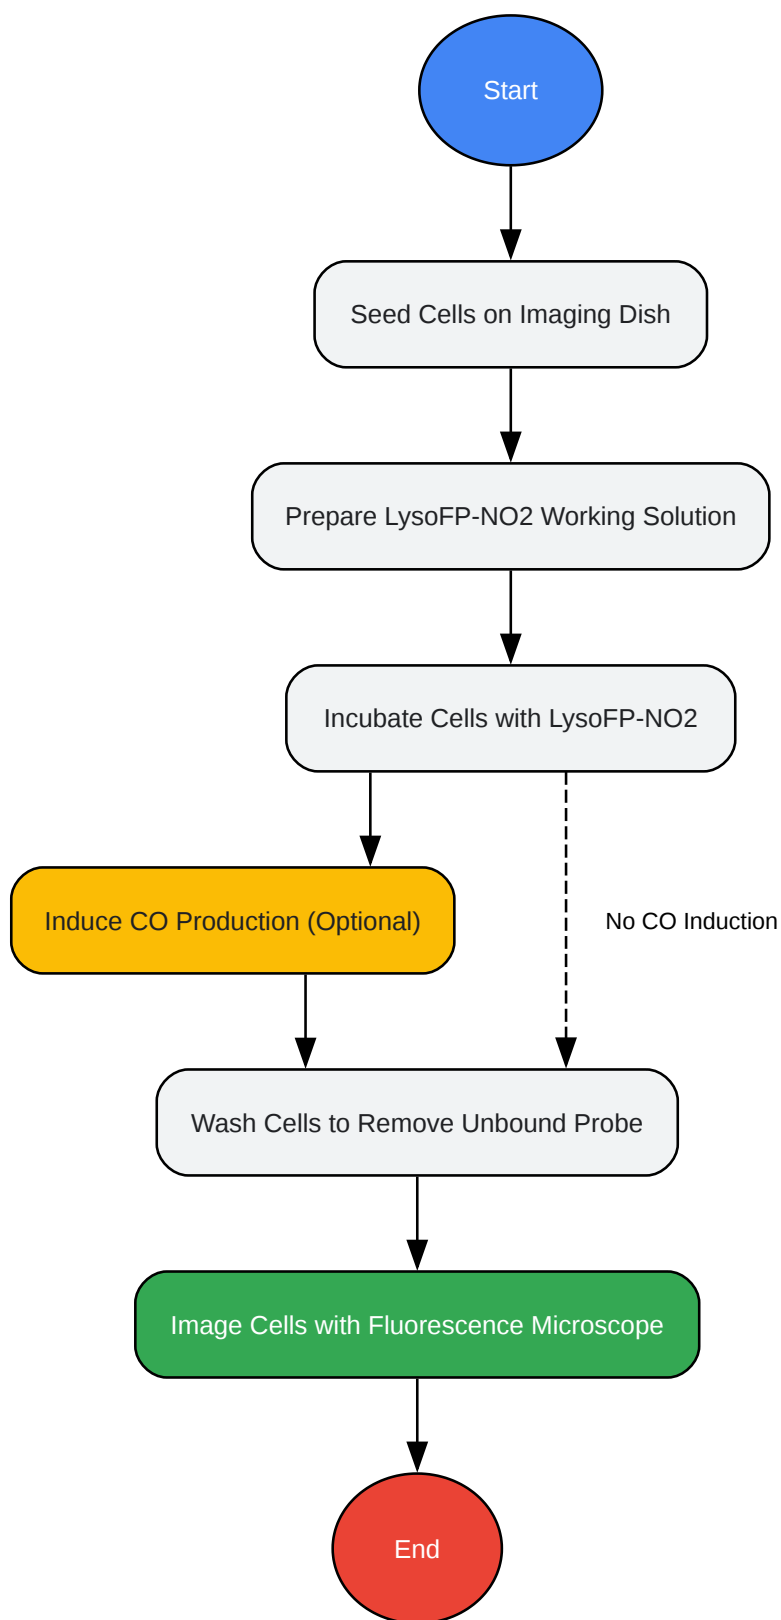 Start
Seed Cells on Imaging Dish
Prepare LysoFP-NO2 Working Solution
Incubate Cells with LysoFP-NO2
Induce CO Production (Optional)
No CO Induction
Wash Cells to Remove Unbound Probe
Image Cells with Fluorescence Microscope
End